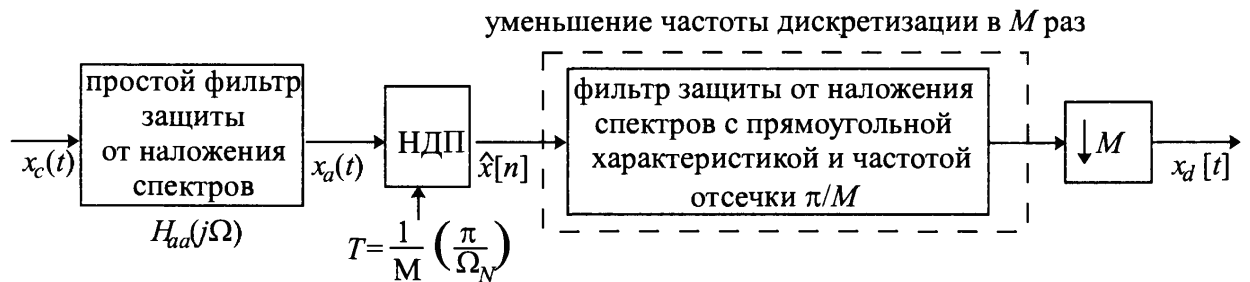 уменьшение частоты дискретизации в M раз
простой фильтр
защиты
от наложения
спектров
НДП
фильтр защиты от наложения
спектров с прямоугольной
характеристикой и частотой
отсечки π/M
↓M
x_c(t)
x_a(t)
x̂[n]
x_d[t]
H_aa(jΩ)
T = 1/M (π/Ω_N)